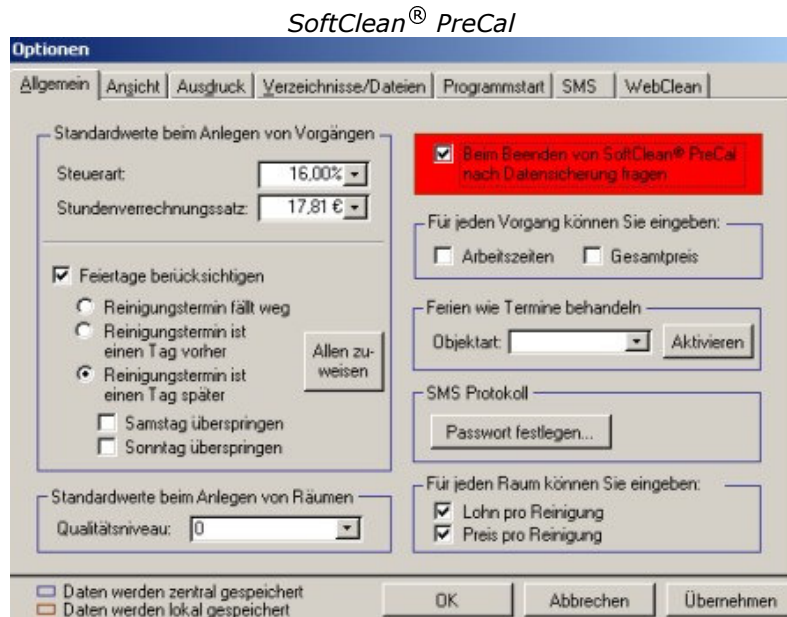 SoftClean® PreCal
Optionen
Allgemein Ansicht Ausdruck Verzeichnisse/Dateien Programmstart SMS WebClean
Standardwerte beim Anlegen von Vorgängen
Steuerart: 16,00%
Stundenverrechnungssatz: 17,81 €
Feiertage berücksichtigen
Reinigungstermin fällt weg
Reinigungstermin ist
einen Tag vorher
Reinigungstermin ist
einen Tag später
Allen zu-
weisen
Samstag überspringen
Sonntag überspringen
Standardwerte beim Anlegen von Räumen
Qualitätsniveau: 0
Beim Beenden von SoftClean® PreCal
nach Datensicherung fragen
Für jeden Vorgang können Sie eingeben:
Arbeitszeiten Gesamtpreis
Ferien wie Termine behandeln
Objektart: Aktivieren
SMS Protokoll
Passwort festlegen...
Für jeden Raum können Sie eingeben:
Lohn pro Reinigung
Preis pro Reinigung
Daten werden zentral gespeichert
Daten werden lokal gespeichert
OK Abbrechen Übernehmen